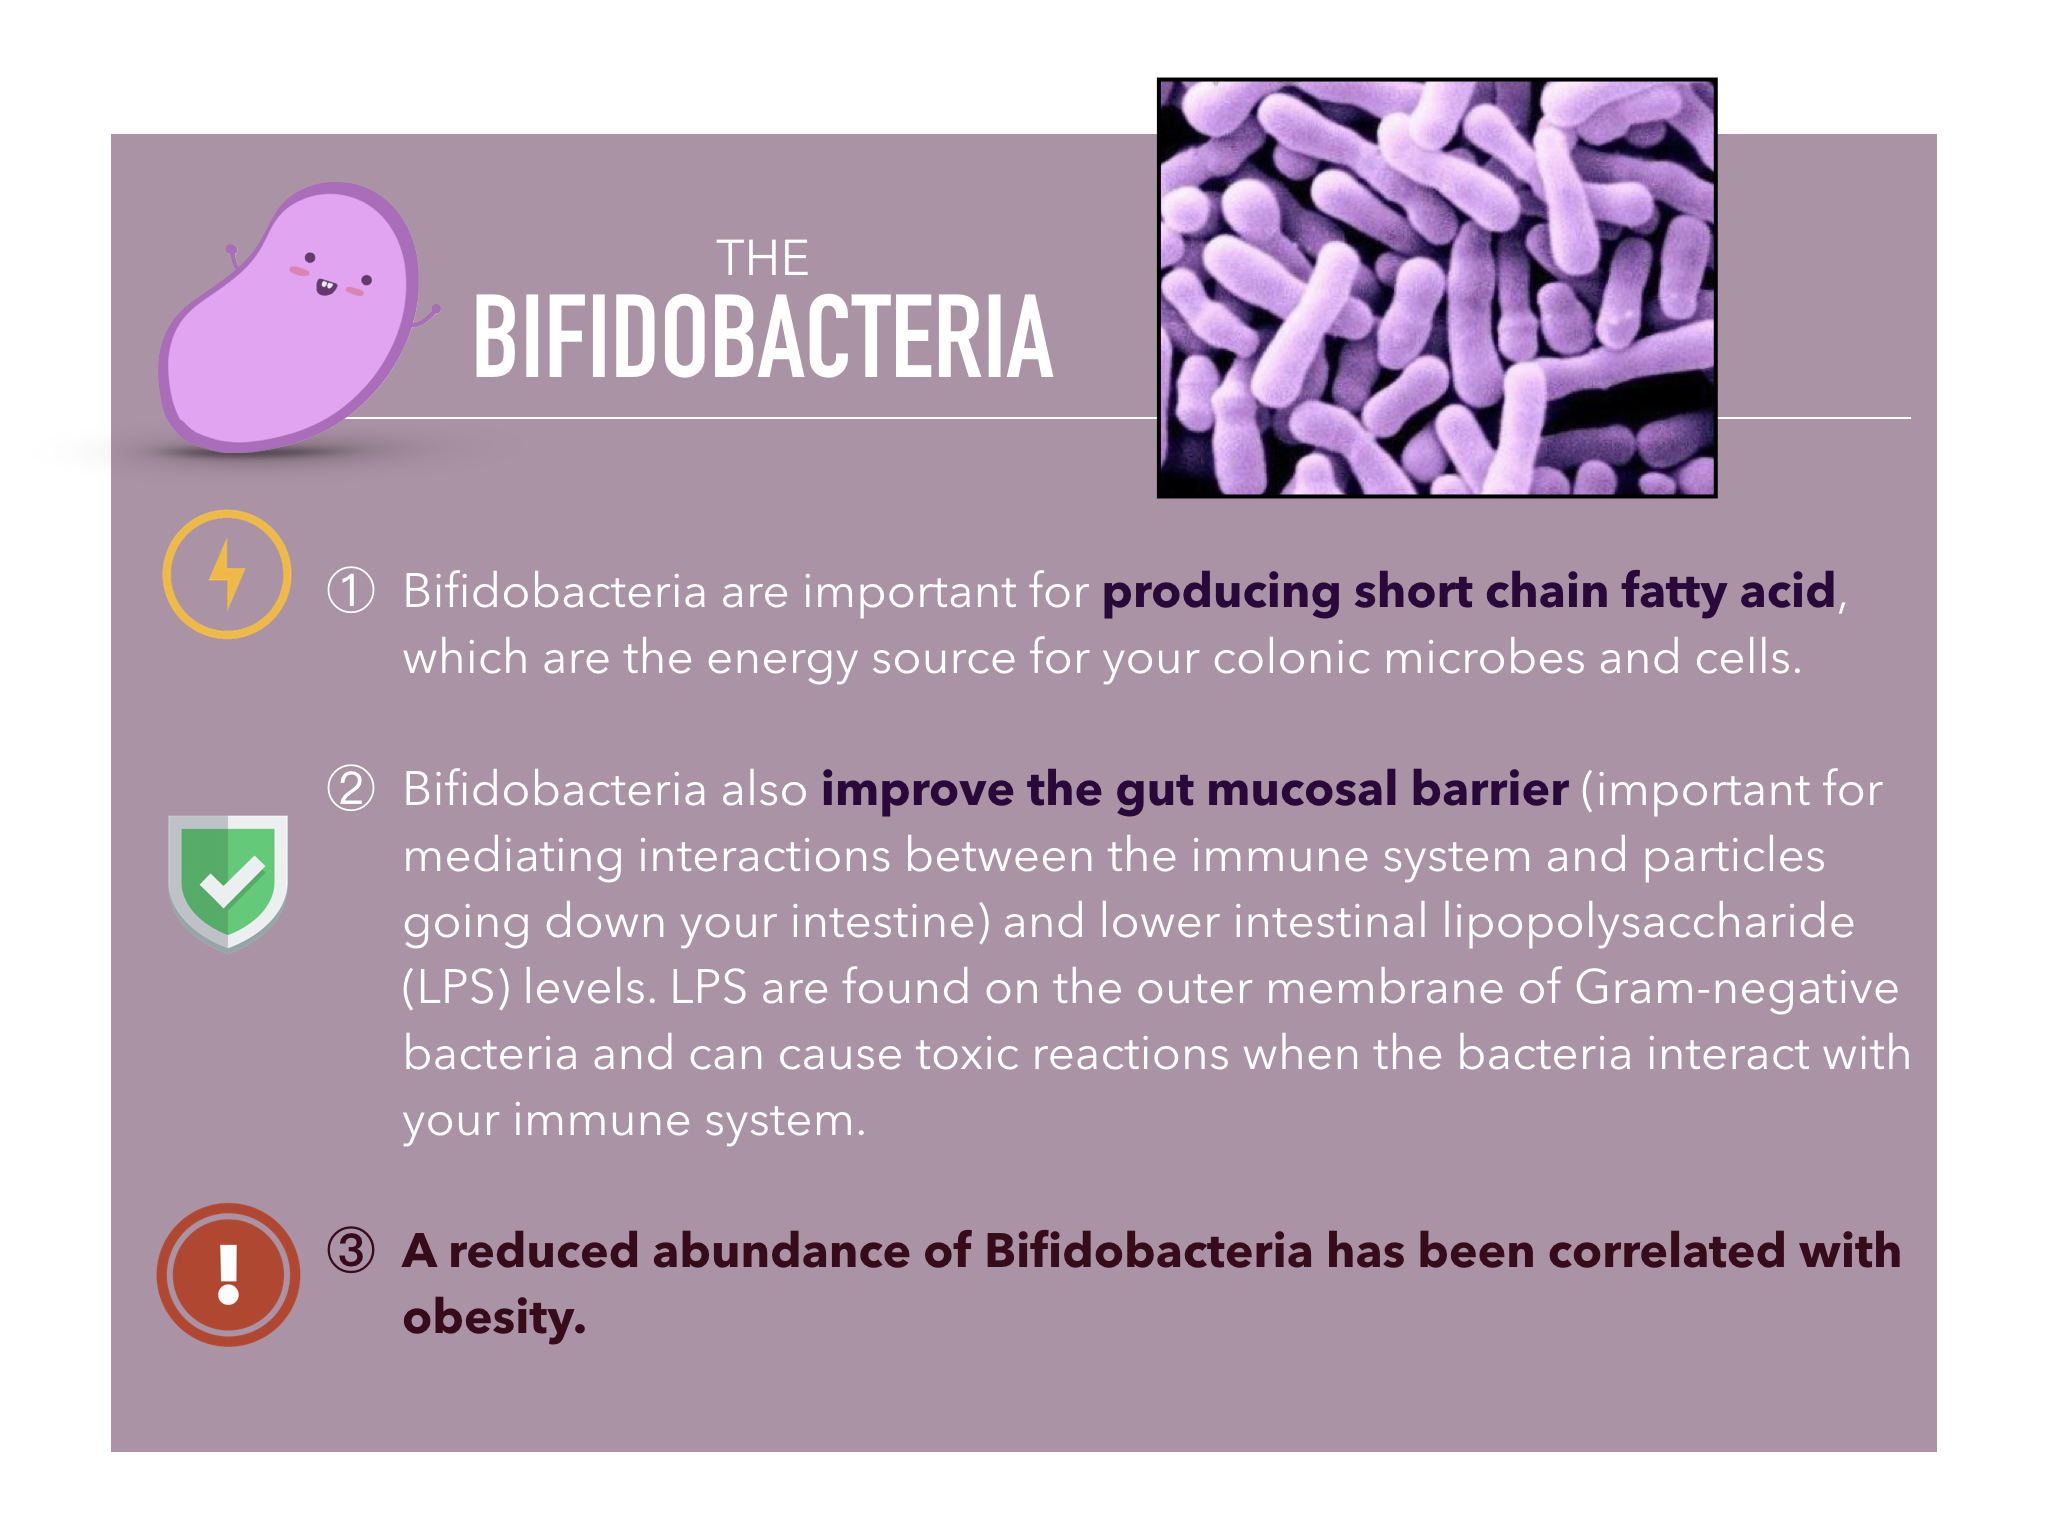 THE
BIFIDOBACTERIA
① Bifidobacteria are important for producing short chain fatty acid,
which are the energy source for your colonic microbes and cells.
② Bifidobacteria also improve the gut mucosal barrier (important for
mediating interactions between the immune system and particles
going down your intestine) and lower intestinal lipopolysaccharide
(LPS) levels. LPS are found on the outer membrane of Gram-negative
bacteria and can cause toxic reactions when the bacteria interact with
your immune system.
③ A reduced abundance of Bifidobacteria has been correlated with
obesity.